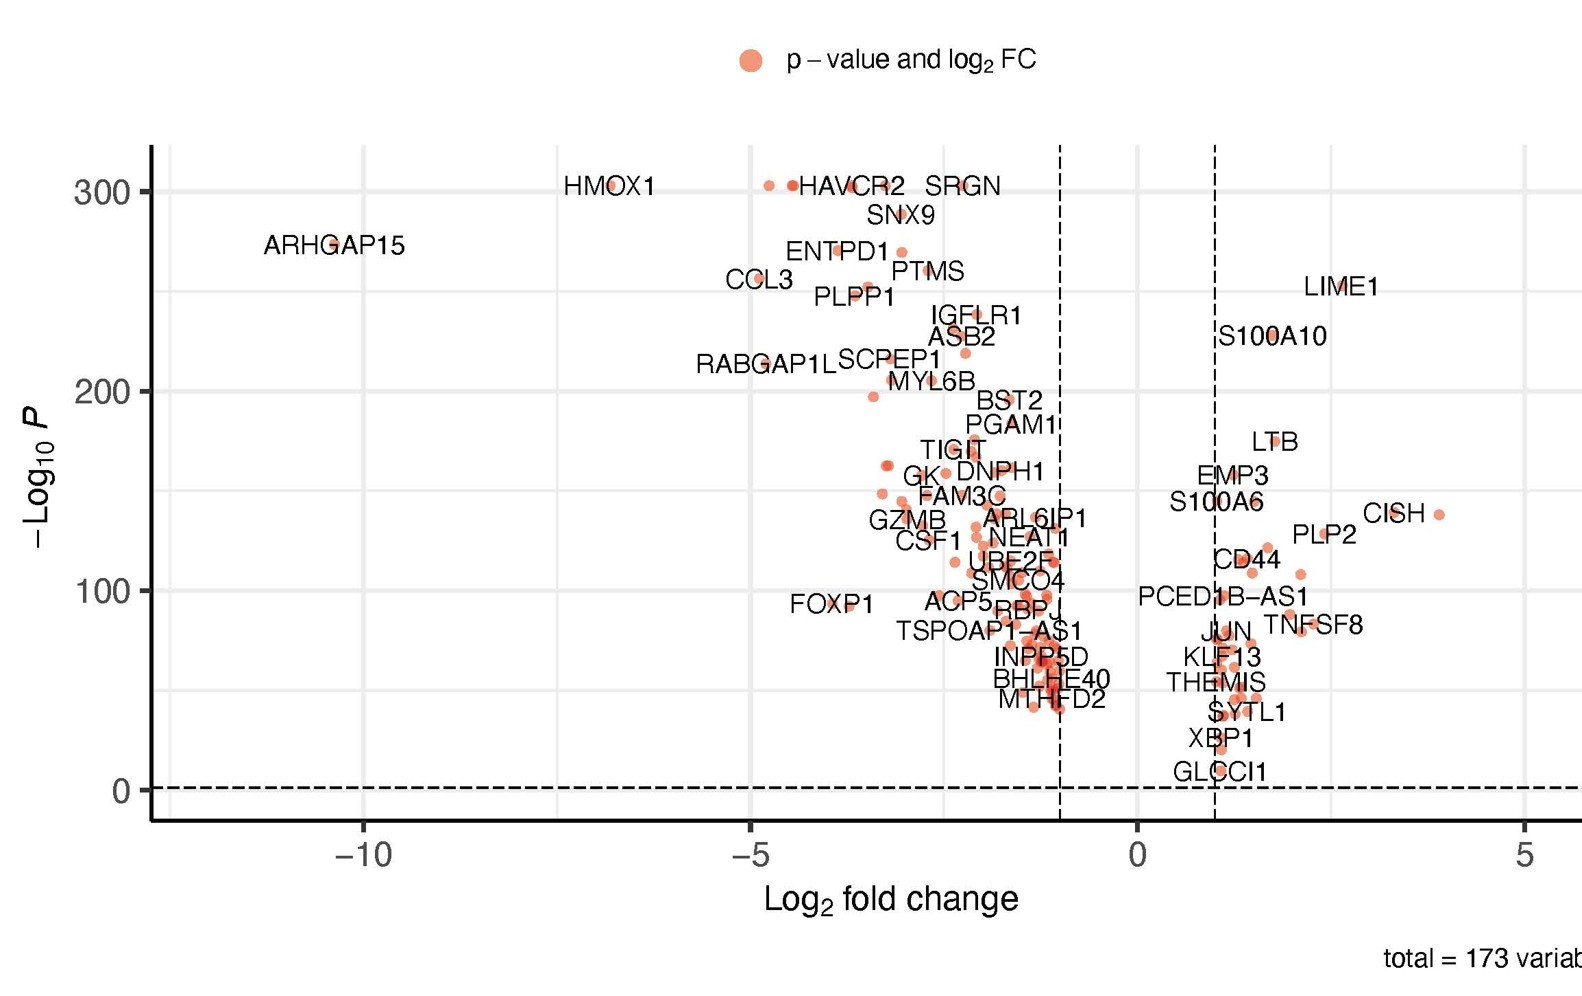 p – value and log₂ FC
300
200
100
0
−Log₁₀ P
HMOX1
HAVCR2
SRGN
SNX9
ARHGAP15
ENTPD1
PTMS
CCL3
PLPP1
LIME1
IGFLR1
ASB2
S100A10
SCPEP1
RABGAP1L
MYL6B
BST2
PGAM1
LTB
TIGIT
DNPH1
GK
EMP3
FAM3C
S100A6
CISH
GZMB
ARL6IP1
PLP2
NEAT1
CSF1
UBE2F
CD44
SMCO4
PCED1B−AS1
ACP5
FOXP1
RBPJ
TNFSF8
TSPOAP1−AS1
JUN
INPP5D
KLF13
BHLHE40
THEMIS
MTHFD2
SYTL1
XBP1
GLCCI1
−10
−5
0
5
Log₂ fold change
total = 173 variab